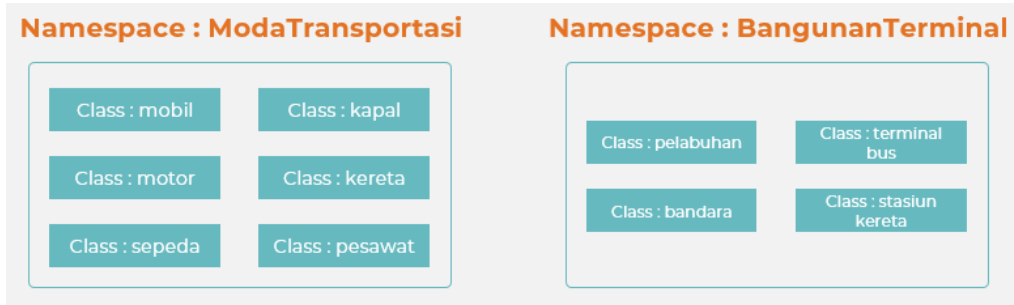 Namespace : ModaTransportasi
Class : mobil
Class : kapal
Class : motor
Class : kereta
Class : sepeda
Class : pesawat
Namespace : BangunanTerminal
Class : pelabuhan
Class : terminal
bus
Class : bandara
Class : stasiun
kereta